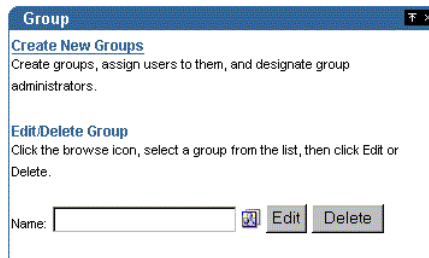 Group
Create New Groups
Create groups, assign users to them, and designate group
administrators.
Edit/Delete Group
Click the browse icon, select a group from the list, then click Edit or
Delete.
Name: Edit Delete